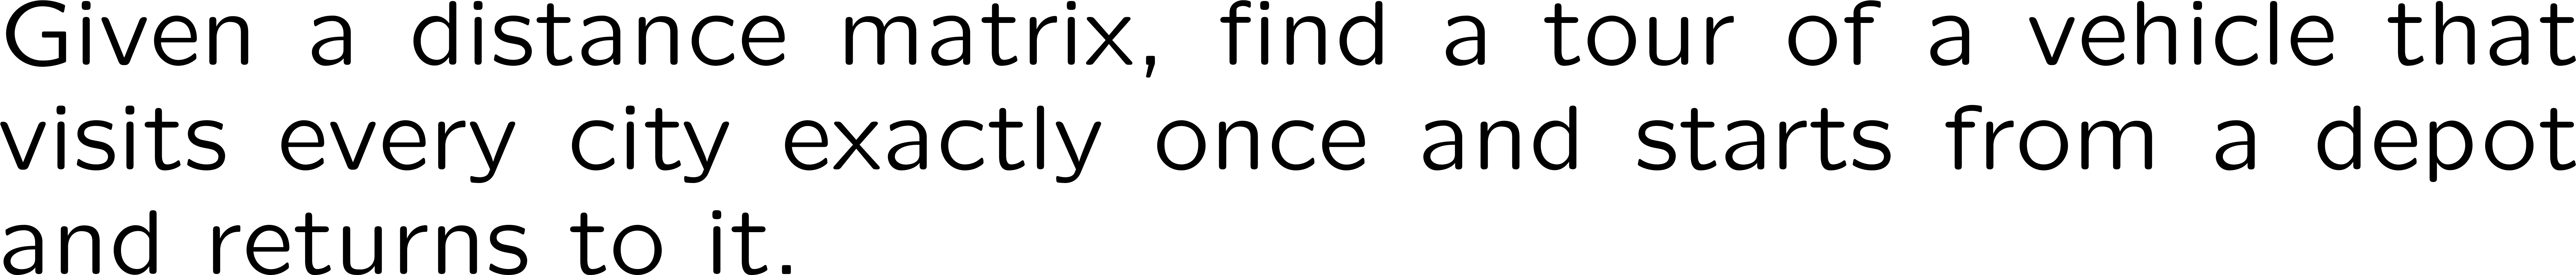 Given a distance matrix, find a tour of a vehicle that
visits every city exactly once and starts from a depot
and returns to it.